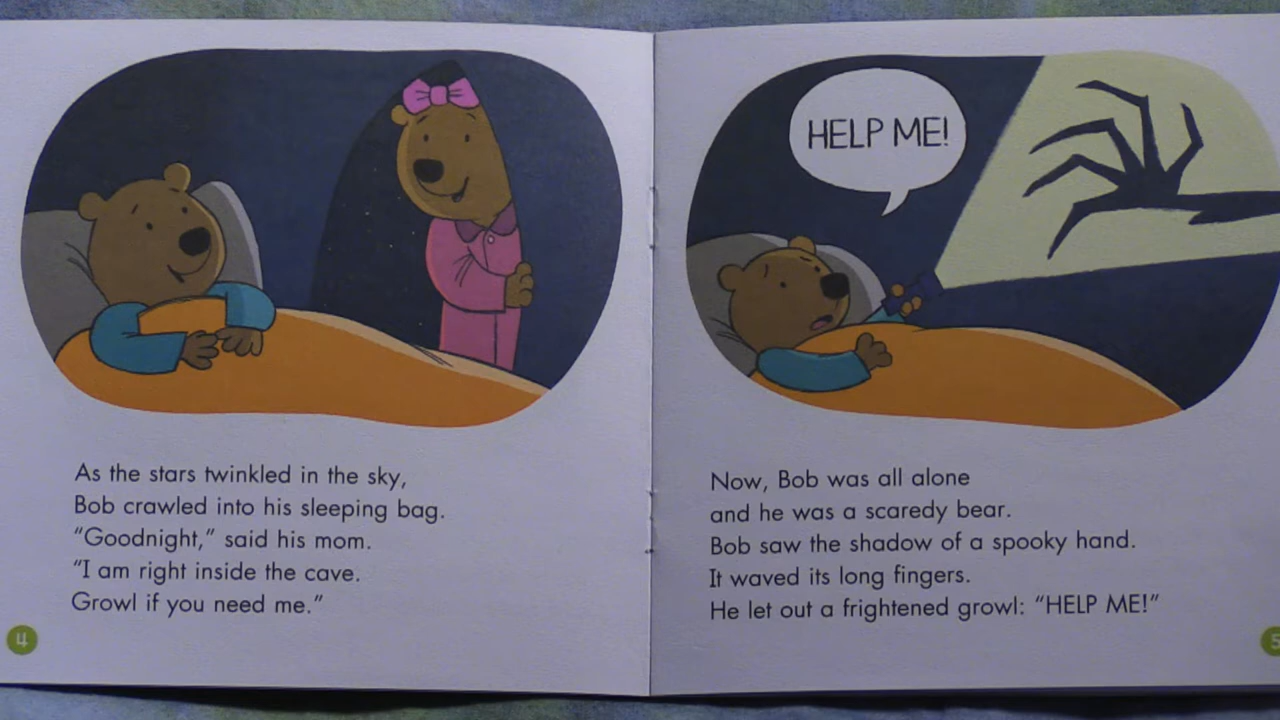 As the stars twinkled in the sky,
Bob crawled into his sleeping bag.
“Goodnight,” said his mom.
“I am right inside the cave.
Growl if you need me.”
4
HELP ME!
Now, Bob was all alone
and he was a scaredy bear.
Bob saw the shadow of a spooky hand.
It waved its long fingers.
He let out a frightened growl: “HELP ME!”
5